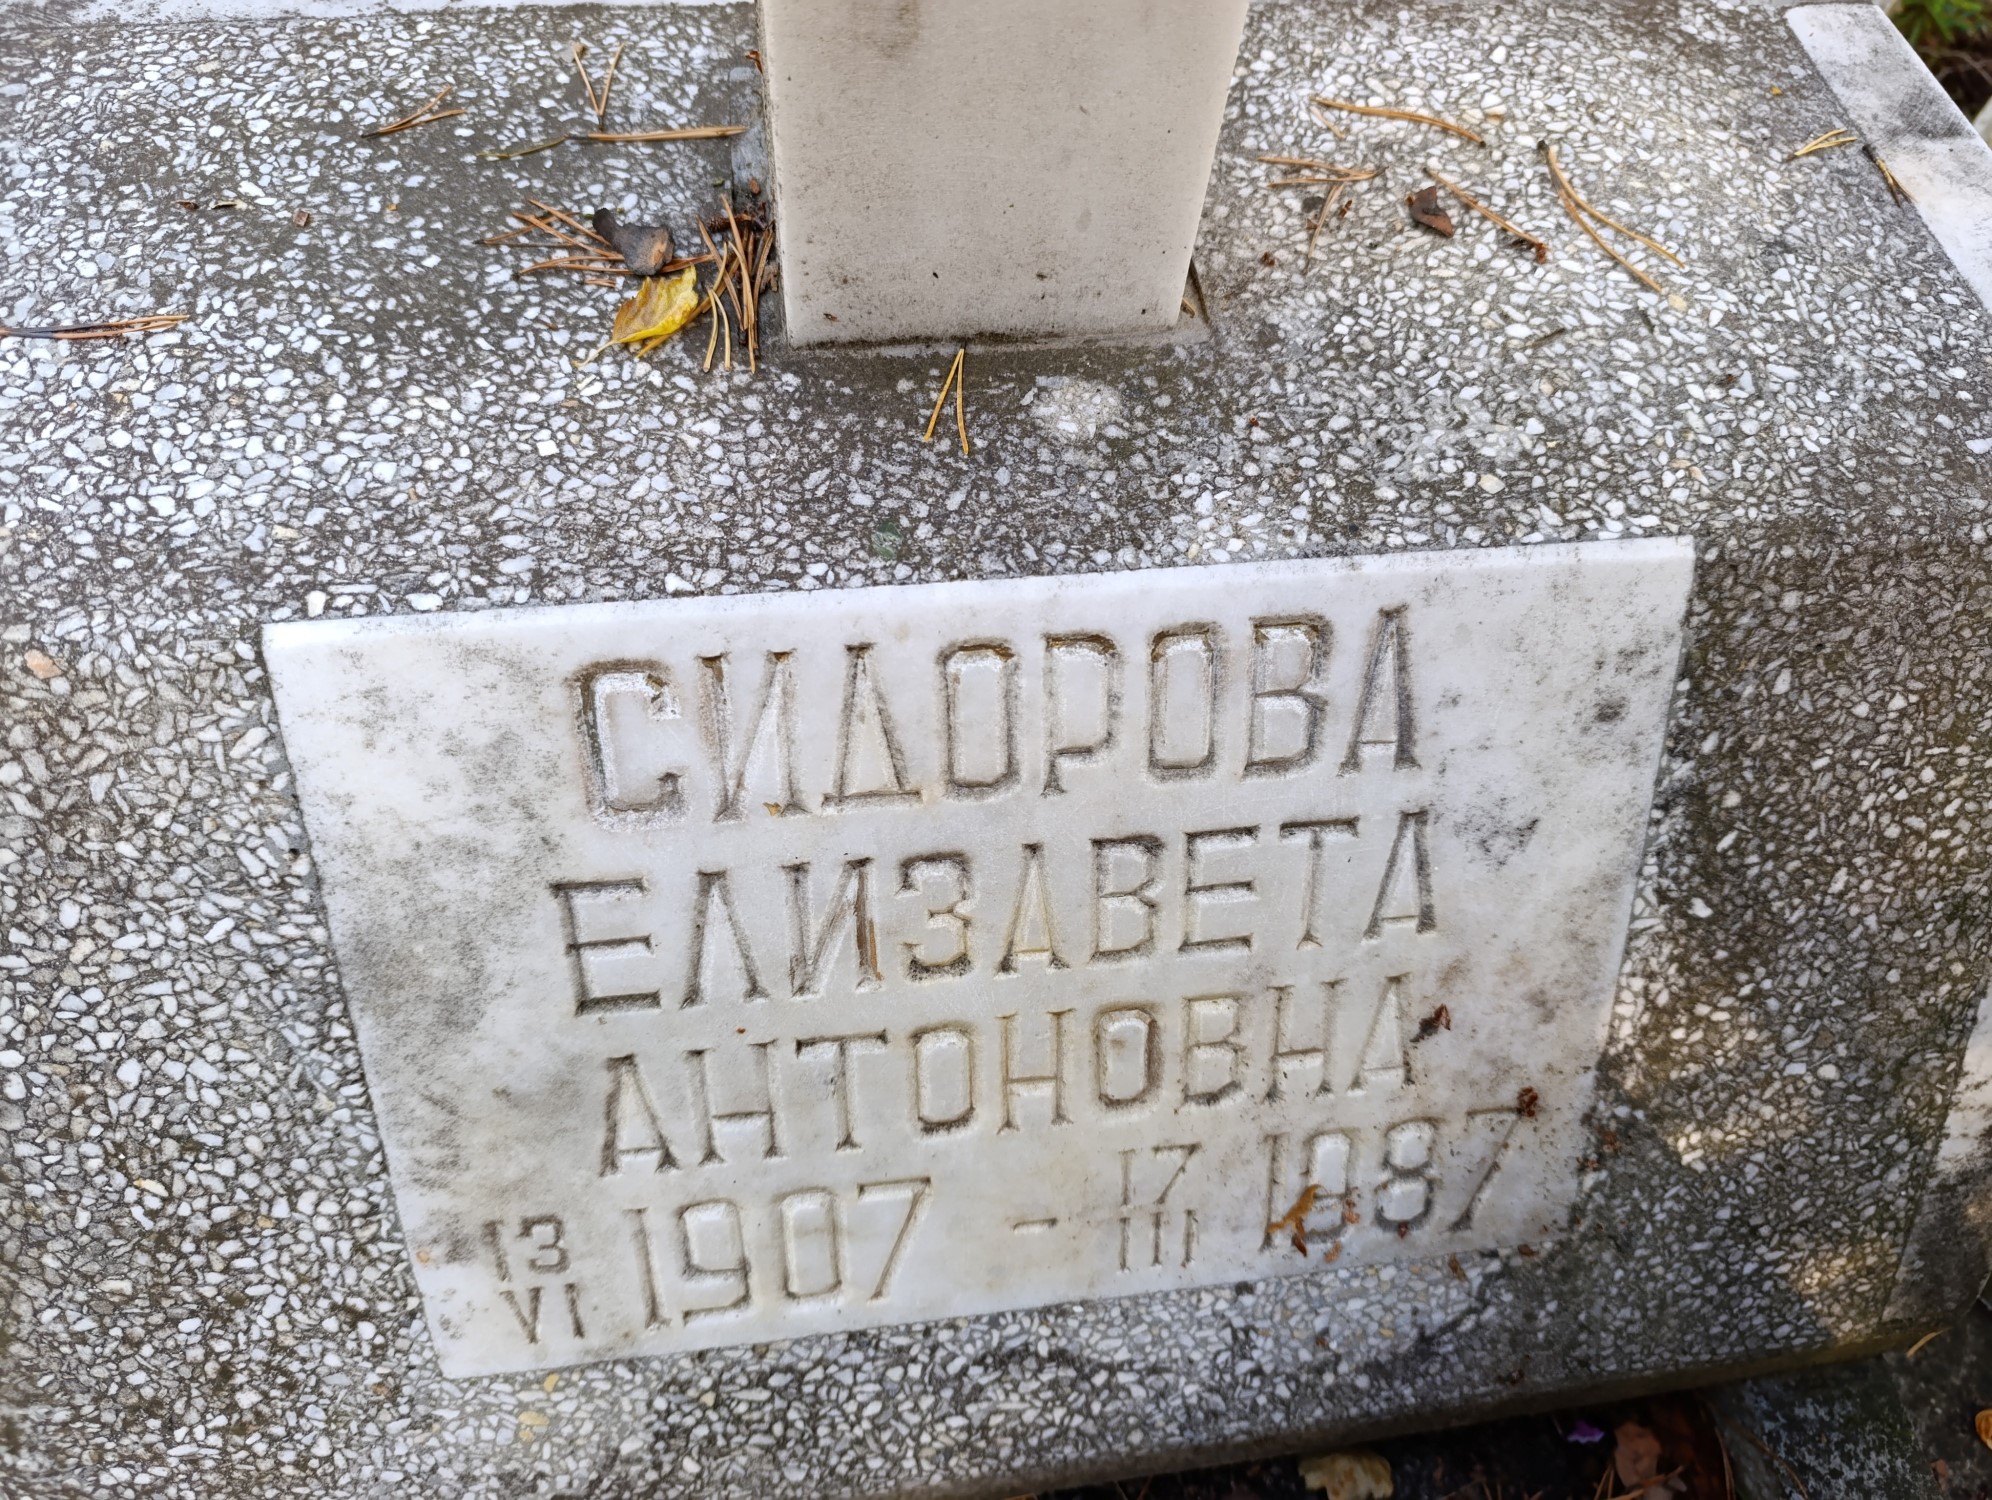 СИДОРОВА
ЕЛИЗАВЕТА
АНТОНОВНА
13 VI 1907 - 17 III 1987